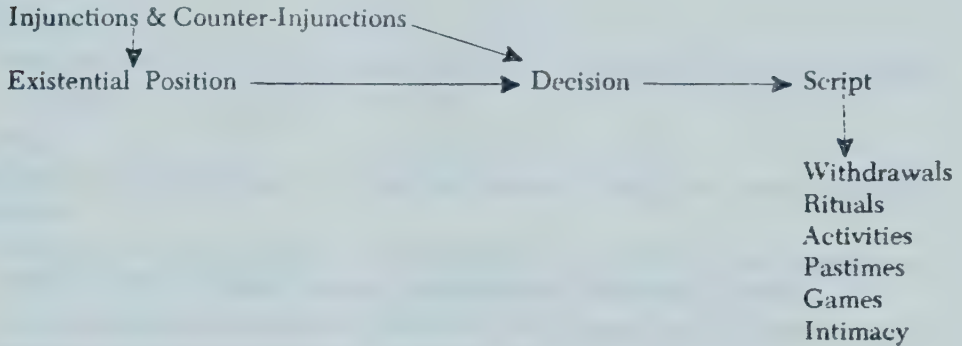 Injunctions & Counter-Injunctions
Existential Position Decision Script
Withdrawals
Rituals
Activities
Pastimes
Games
Intimacy